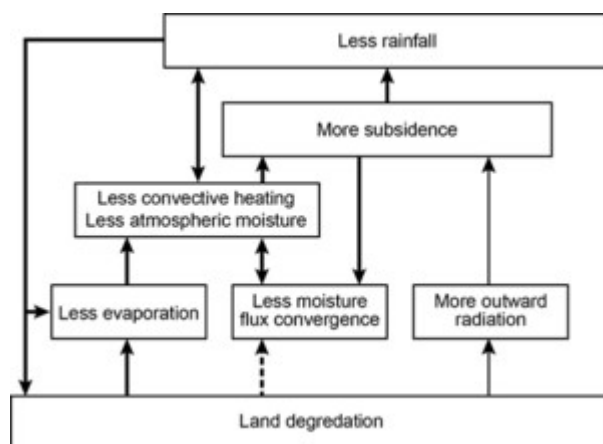 Less rainfall
More subsidence
Less convective heating
Less atmospheric moisture
Less evaporation
Less moisture
flux convergence
More outward
radiation
Land degredation